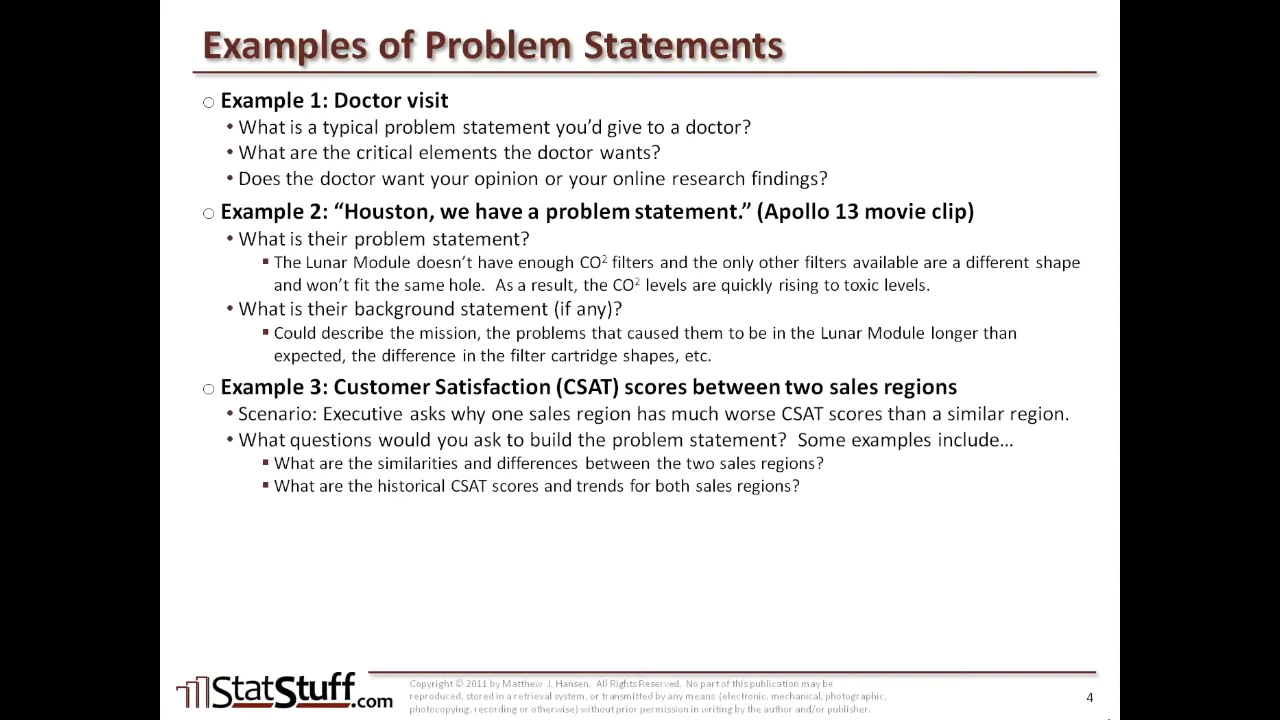 Examples of Problem Statements
○ Example 1: Doctor visit
• What is a typical problem statement you’d give to a doctor?
• What are the critical elements the doctor wants?
• Does the doctor want your opinion or your online research findings?
○ Example 2: “Houston, we have a problem statement.” (Apollo 13 movie clip)
• What is their problem statement?
▪ The Lunar Module doesn’t have enough CO² filters and the only other filters available are a different shape
and won’t fit the same hole.  As a result, the CO² levels are quickly rising to toxic levels.
• What is their background statement (if any)?
▪ Could describe the mission, the problems that caused them to be in the Lunar Module longer than
expected, the difference in the filter cartridge shapes, etc.
○ Example 3: Customer Satisfaction (CSAT) scores between two sales regions
• Scenario: Executive asks why one sales region has much worse CSAT scores than a similar region.
• What questions would you ask to build the problem statement?  Some examples include…
▪ What are the similarities and differences between the two sales regions?
▪ What are the historical CSAT scores and trends for both sales regions?
StatStuff.com
Copyright © 2011 by Matthew J. Hansen.  All Rights Reserved.  No part of this publication may be
reproduced, stored in a retrieval system, or transmitted by any means (electronic, mechanical, photographic,
photocopying, recording or otherwise) without prior permission in writing by the author and/or publisher.
4